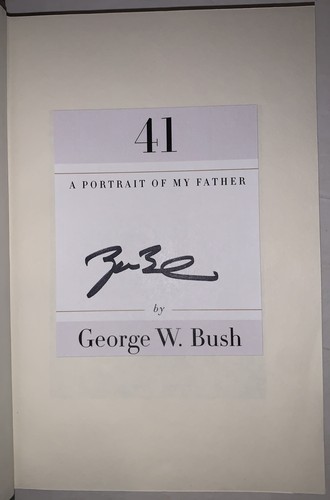 41
A PORTRAIT OF MY FATHER
by
George W. Bush